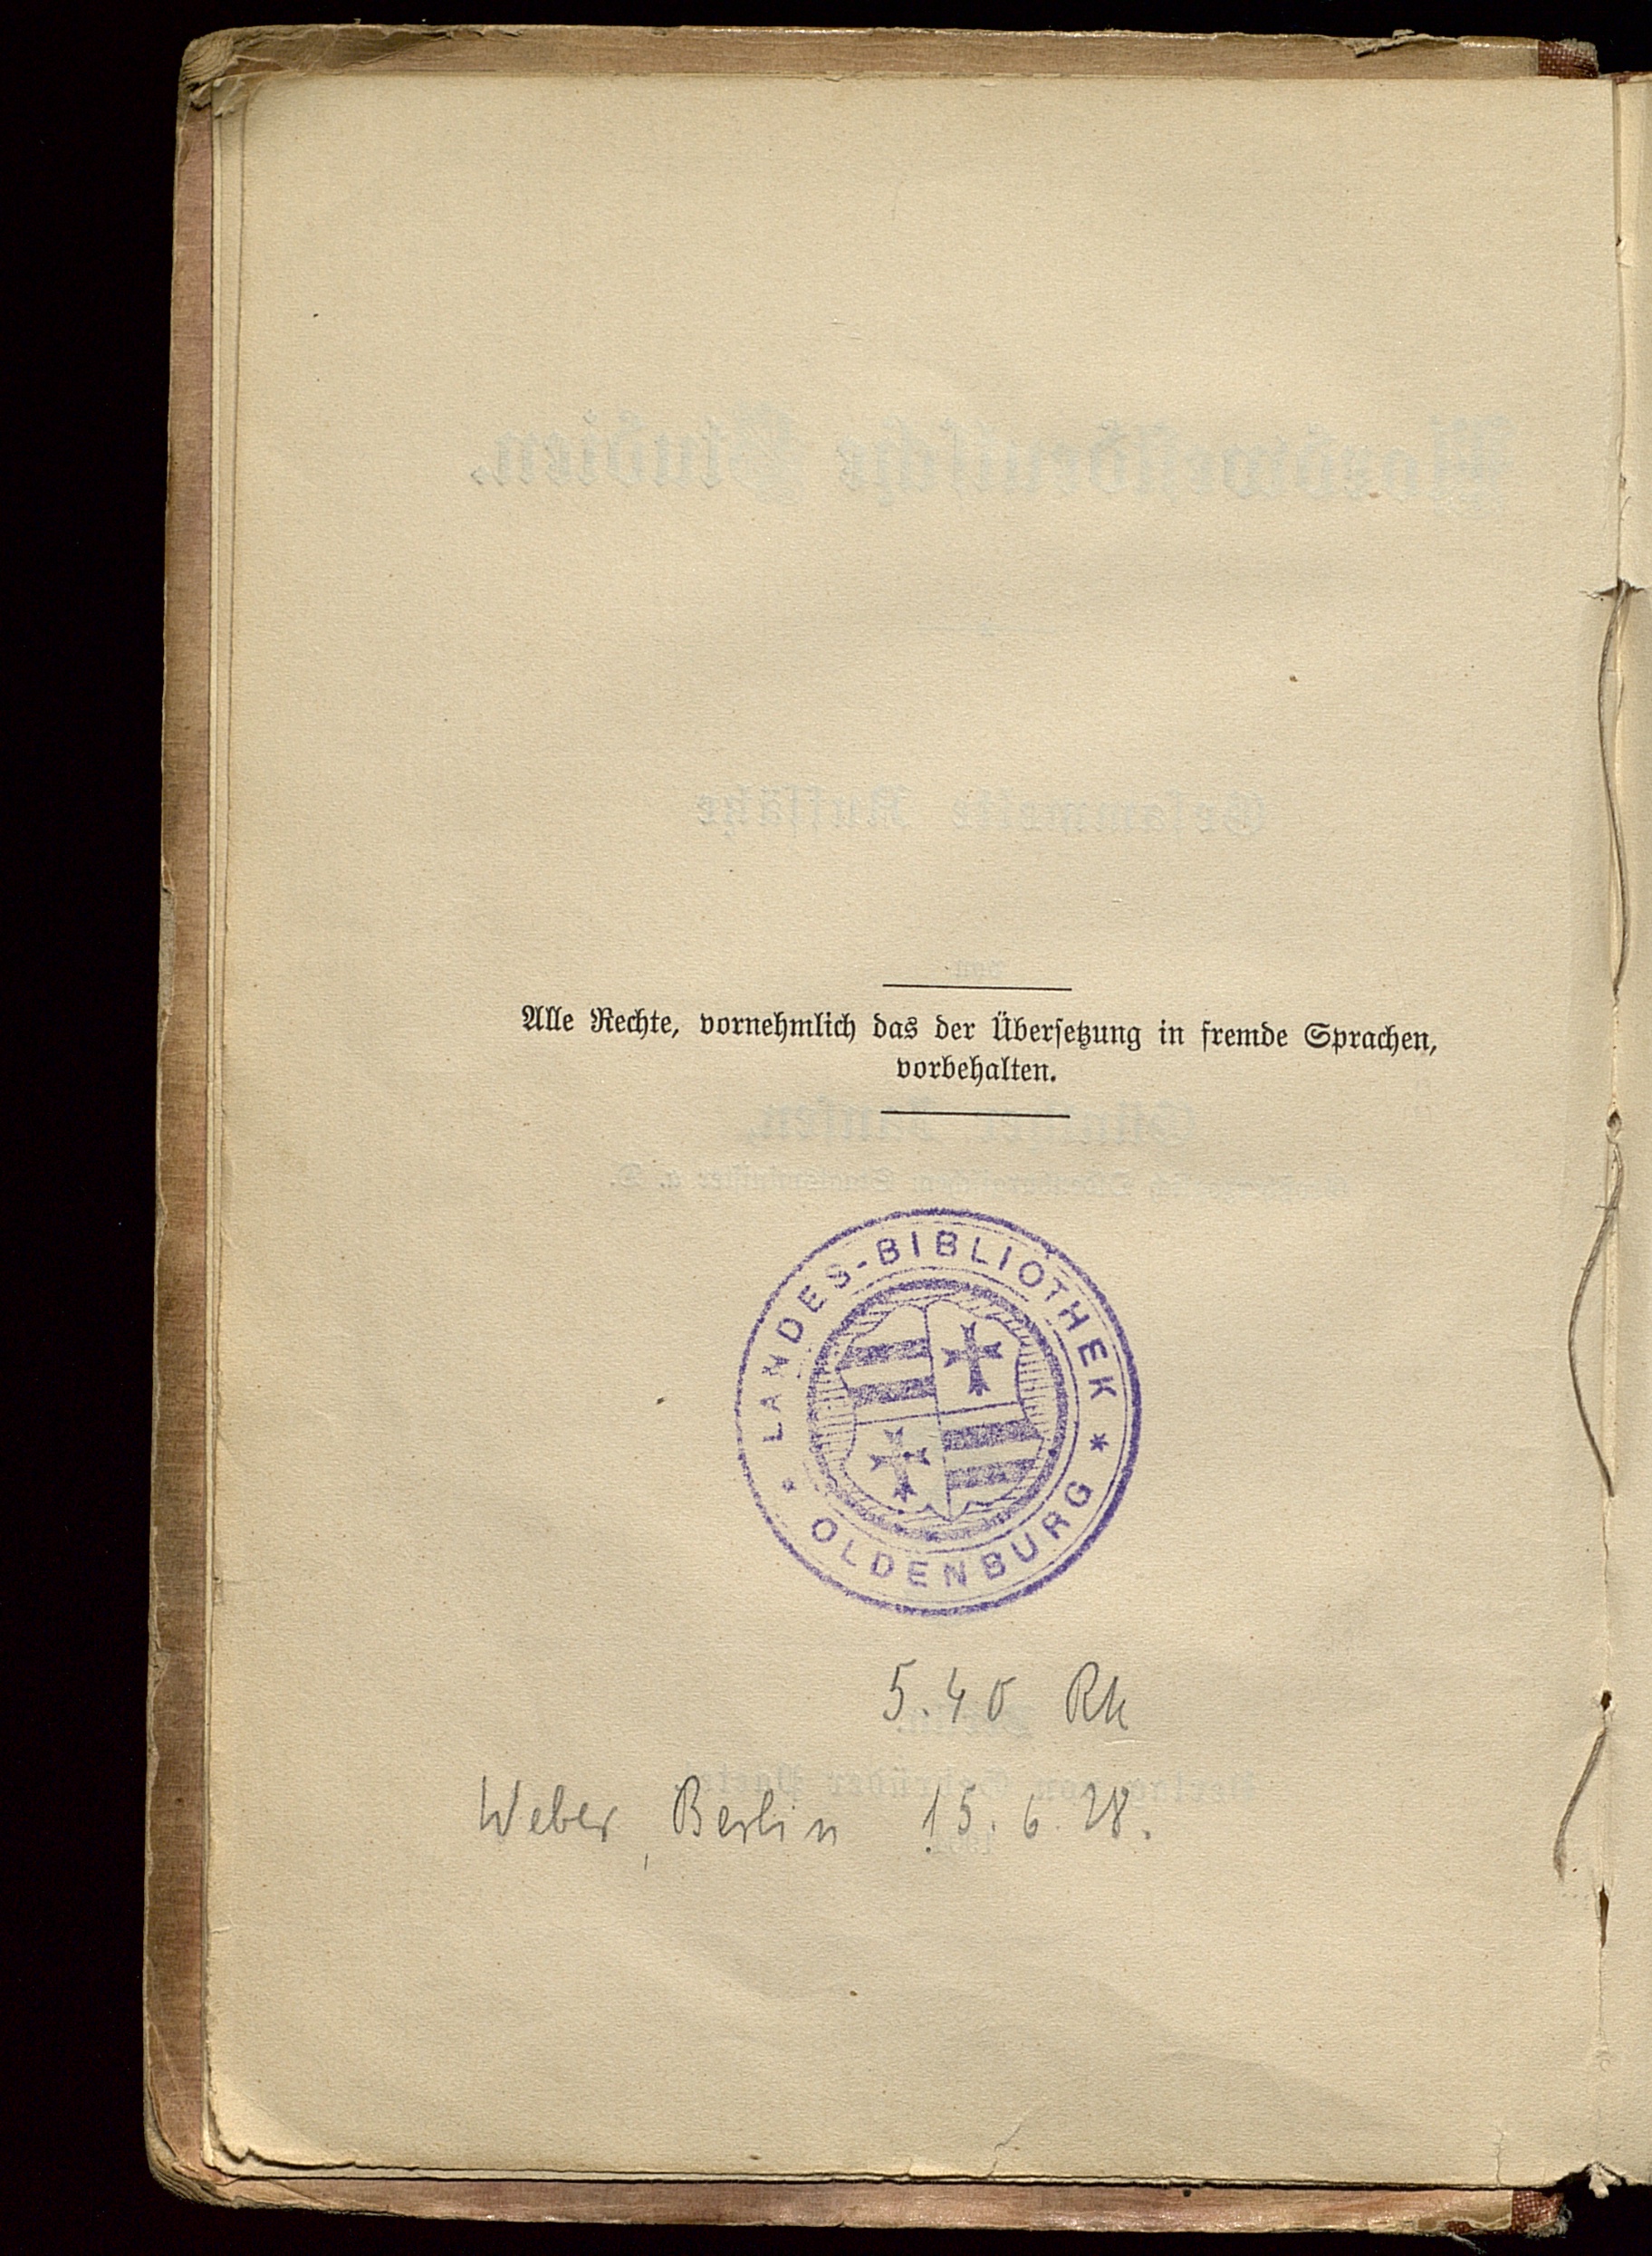 Alle Rechte, vornehmlich das der Übersetzung in fremde Sprachen,
vorbehalten.
LANDES-BIBLIOTHEK *
* OLDENBURG
5.40
Weber, Berlin 15.6.28.